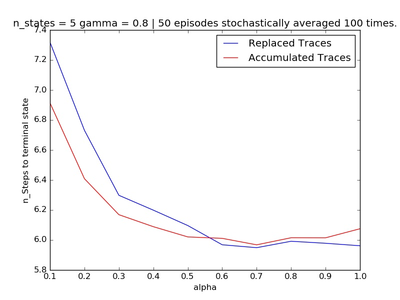 n_states = 5 gamma = 0.8 | 50 episodes stochastically averaged 100 times.
7.4
7.2
7.0
6.8
6.6
6.4
6.2
6.0
5.8
n_Steps to terminal state
Replaced Traces
Accumulated Traces
0.1 0.2 0.3 0.4 0.5 0.6 0.7 0.8 0.9 1.0
alpha